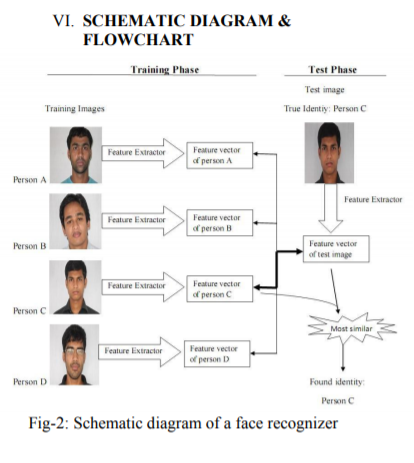 VI. SCHEMATIC DIAGRAM &
FLOWCHART
Training Phase
Test Phase
Test image
Training Images
True Identiy: Person C
Feature Extractor
Feature vector
of person A
Person A
Feature Extractor
Feature Extractor
Feature vector
of person B
Person B
Feature vector
of test image
Feature Extractor
Feature vector
of person C
Person C
Most similar
Feature Extractor
Feature vector
of person D
Person D
Found identity:
Person C
Fig-2: Schematic diagram of a face recognizer